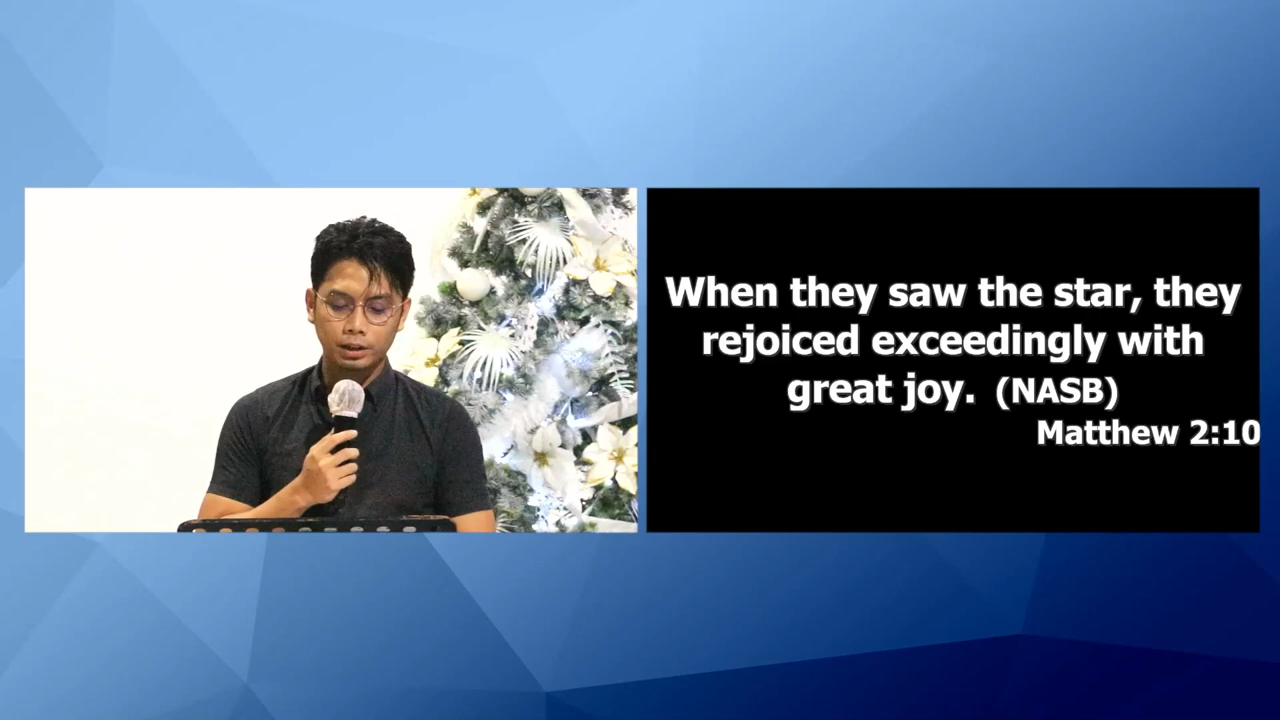 When they saw the star, they
rejoiced exceedingly with
great joy. (NASB)
Matthew 2:10